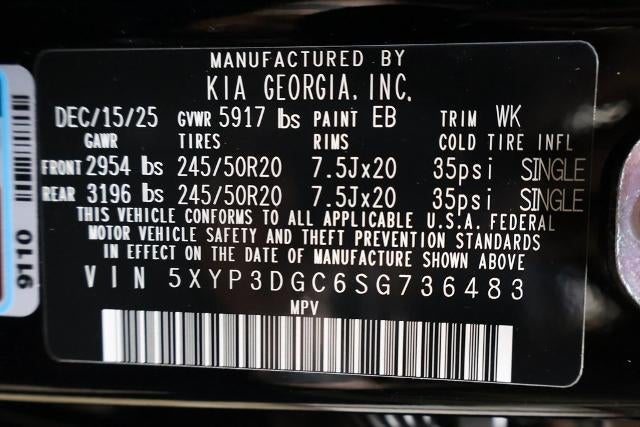 MANUFACTURED BY
KIA GEORGIA, INC.
DEC/15/25 GVWR 5917 lbs PAINT EB TRIM WK
GAWR TIRES RIMS COLD TIRE INFL
FRONT 2954 lbs 245/50R20 7.5Jx20 35psi SINGLE
REAR 3196 lbs 245/50R20 7.5Jx20 35psi SINGLE
THIS VEHICLE CONFORMS TO ALL APPLICABLE U.S.A. FEDERAL
MOTOR VEHICLE SAFETY AND THEFT PREVENTION STANDARDS
IN EFFECT ON THE DATE OF MANUFACTURE SHOWN ABOVE
VIN 5XYP3DGC6SG736483
MPV
9110